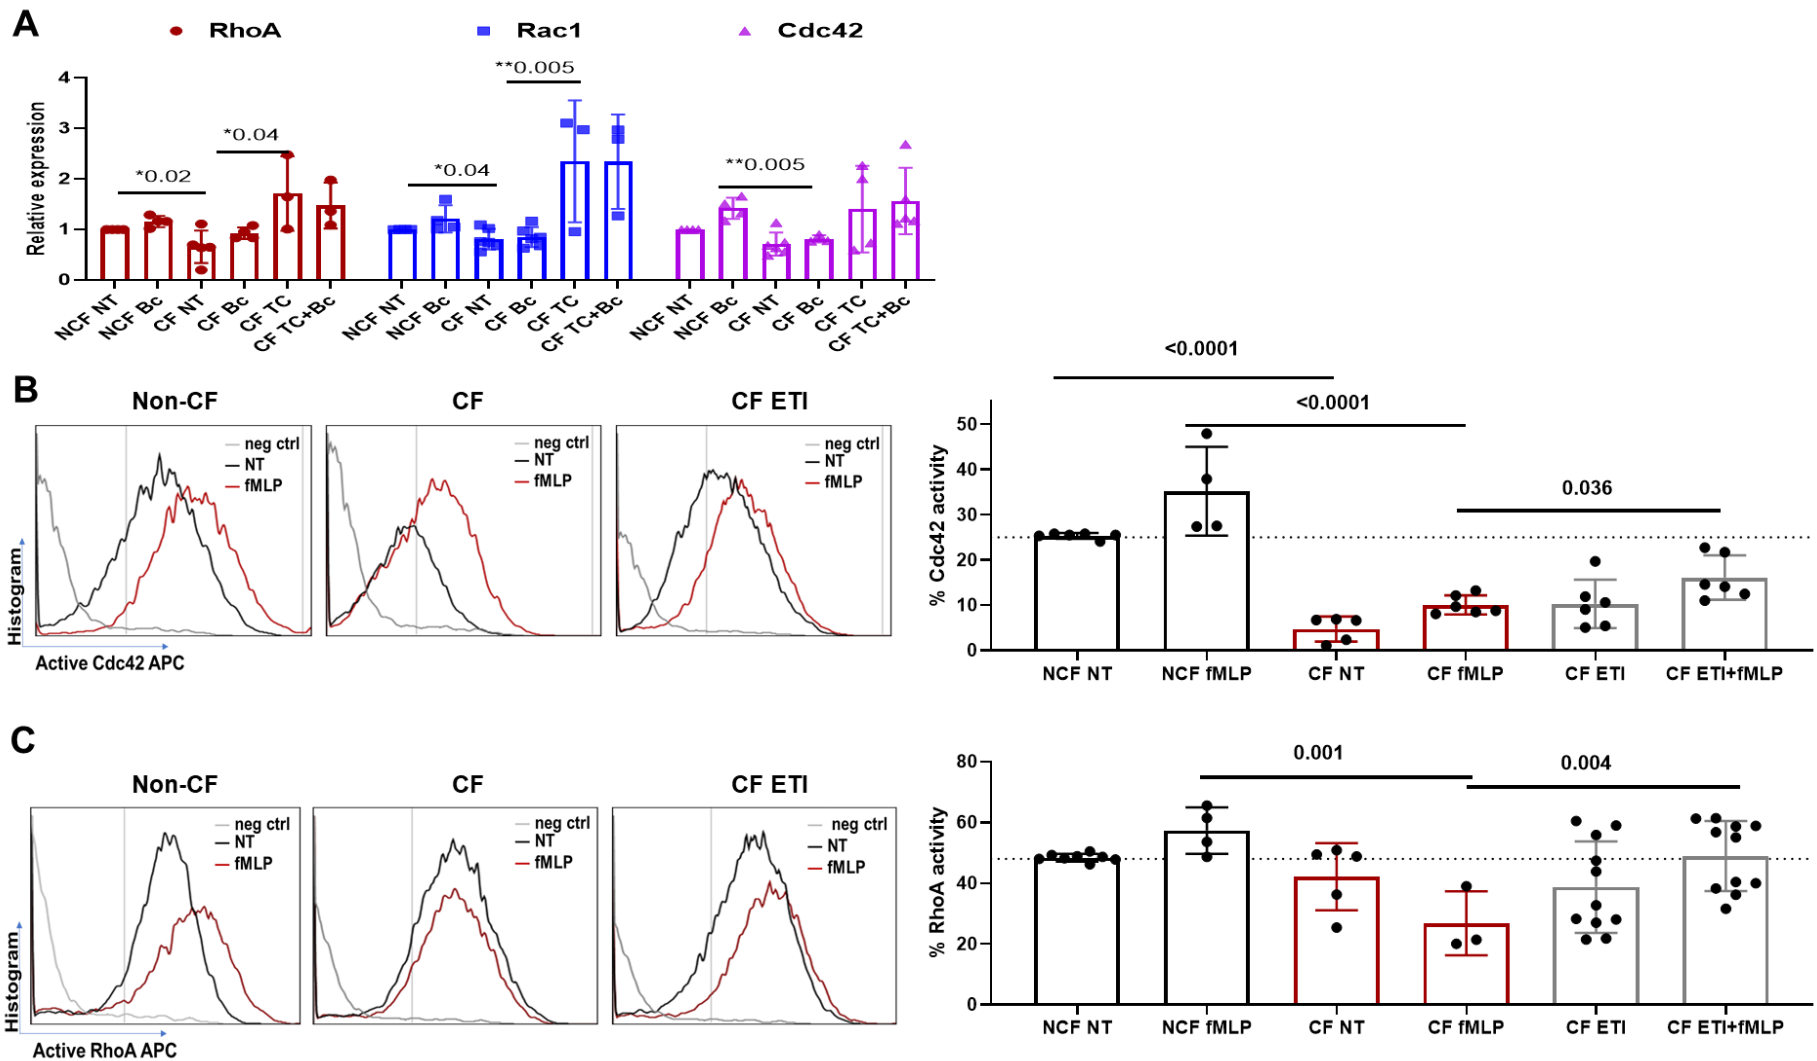 A
RhoA
Rac1
Cdc42
Relative expression
4
3
2
1
0
*0.02
*0.04
*0.04
**0.005
**0.005
NCF NT
NCF Bc
CF NT
CF Bc
CF TC
CF TC+Bc
NCF NT
NCF Bc
CF NT
CF Bc
CF TC
CF TC+Bc
NCF NT
NCF Bc
CF NT
CF Bc
CF TC
CF TC+Bc
B
Non-CF
CF
CF ETI
neg ctrl
NT
fMLP
neg ctrl
NT
fMLP
neg ctrl
NT
fMLP
Histogram
Active Cdc42 APC
<0.0001
<0.0001
0.036
% Cdc42 activity
50
40
30
20
10
0
NCF NT
NCF fMLP
CF NT
CF fMLP
CF ETI
CF ETI+fMLP
C
Non-CF
CF
CF ETI
neg ctrl
NT
fMLP
neg ctrl
NT
fMLP
neg ctrl
NT
fMLP
Histogram
Active RhoA APC
0.001
0.004
% RhoA activity
80
60
40
20
0
NCF NT
NCF fMLP
CF NT
CF fMLP
CF ETI
CF ETI+fMLP